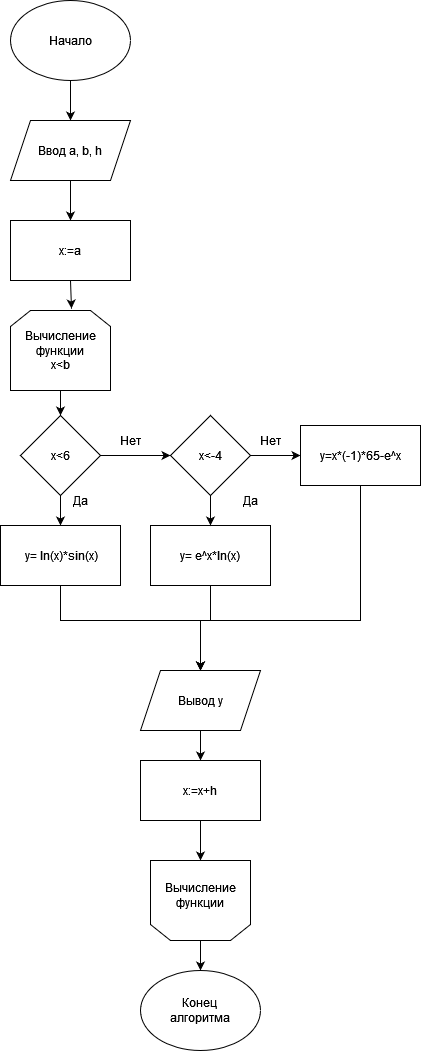 Начало
Ввод a, b, h
x:=a
Вычисление
функции
x<b
x<6
Нет
x<-4
Нет
y=x*(-1)*65-e^x
Да
Да
y= ln(x)*sin(x)
y= e^x*ln(x)
Вывод y
x:=x+h
Вычисление
функции
Конец
алгоритма